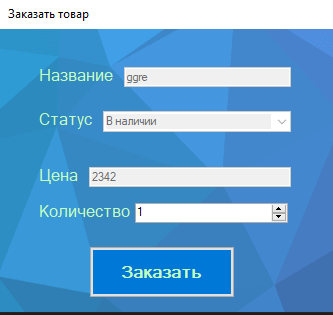 Заказать товар
Название ggre
Статус В наличии
Цена 2342
Количество 1
Заказать